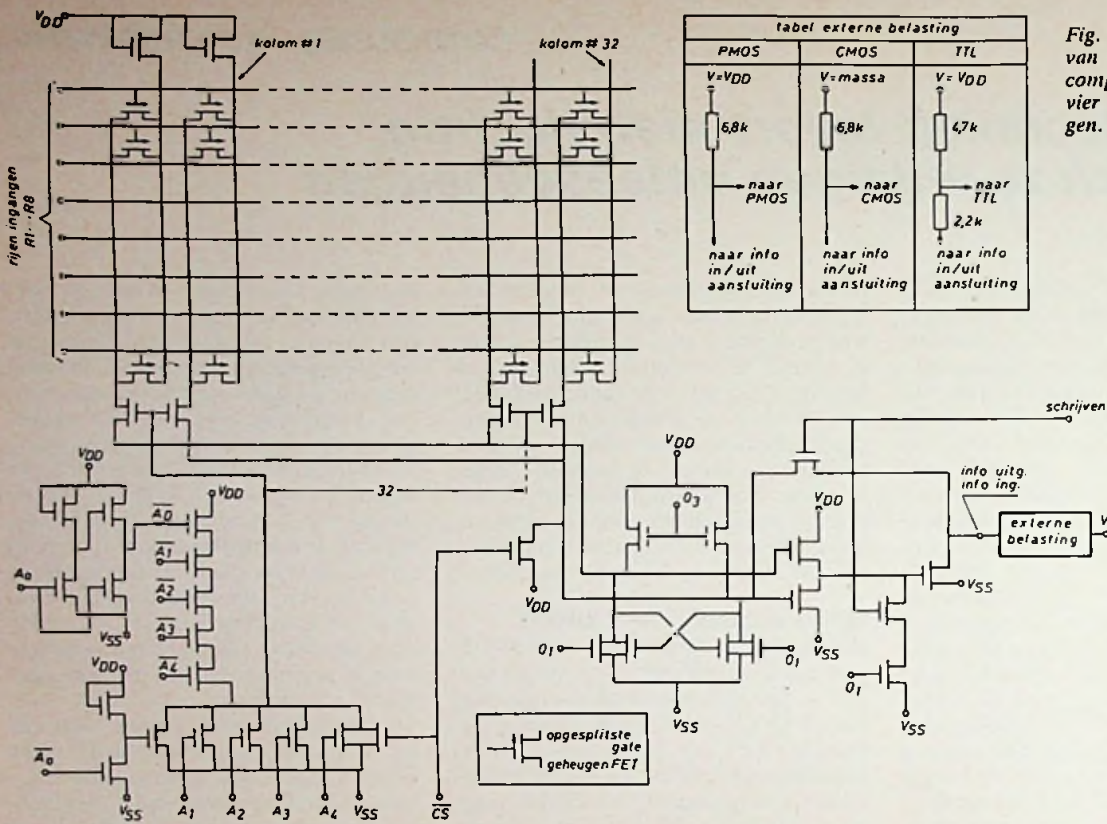 VDD
kolom # 1
kolom # 32
rijen ingangen
R1...R8
tabel externe belasting
PMOS
CMOS
TTL
V=VDD
V=massa
V=VDD
6,8k
6,8k
4,7k
naar
PMOS
naar
CMOS
naar
TTL
2,2k
naar info
in/uit
aansluiting
naar info
in/uit
aansluiting
naar info
in/uit
aansluiting
Fig.
van
comp
vier
gen.
schrijven
VDD
VDD
32
VDD
O3
VDD
info uitg.
info ing.
externe
belasting
V
A0
A0
A1
A2
A3
A4
VSS
VDD
VSS
VSS
O1
O1
O1
VSS
VSS
VDD
A0
VSS
A1
A2
A3
A4
VSS
CS
opgesplitste
gate
geheugen FET